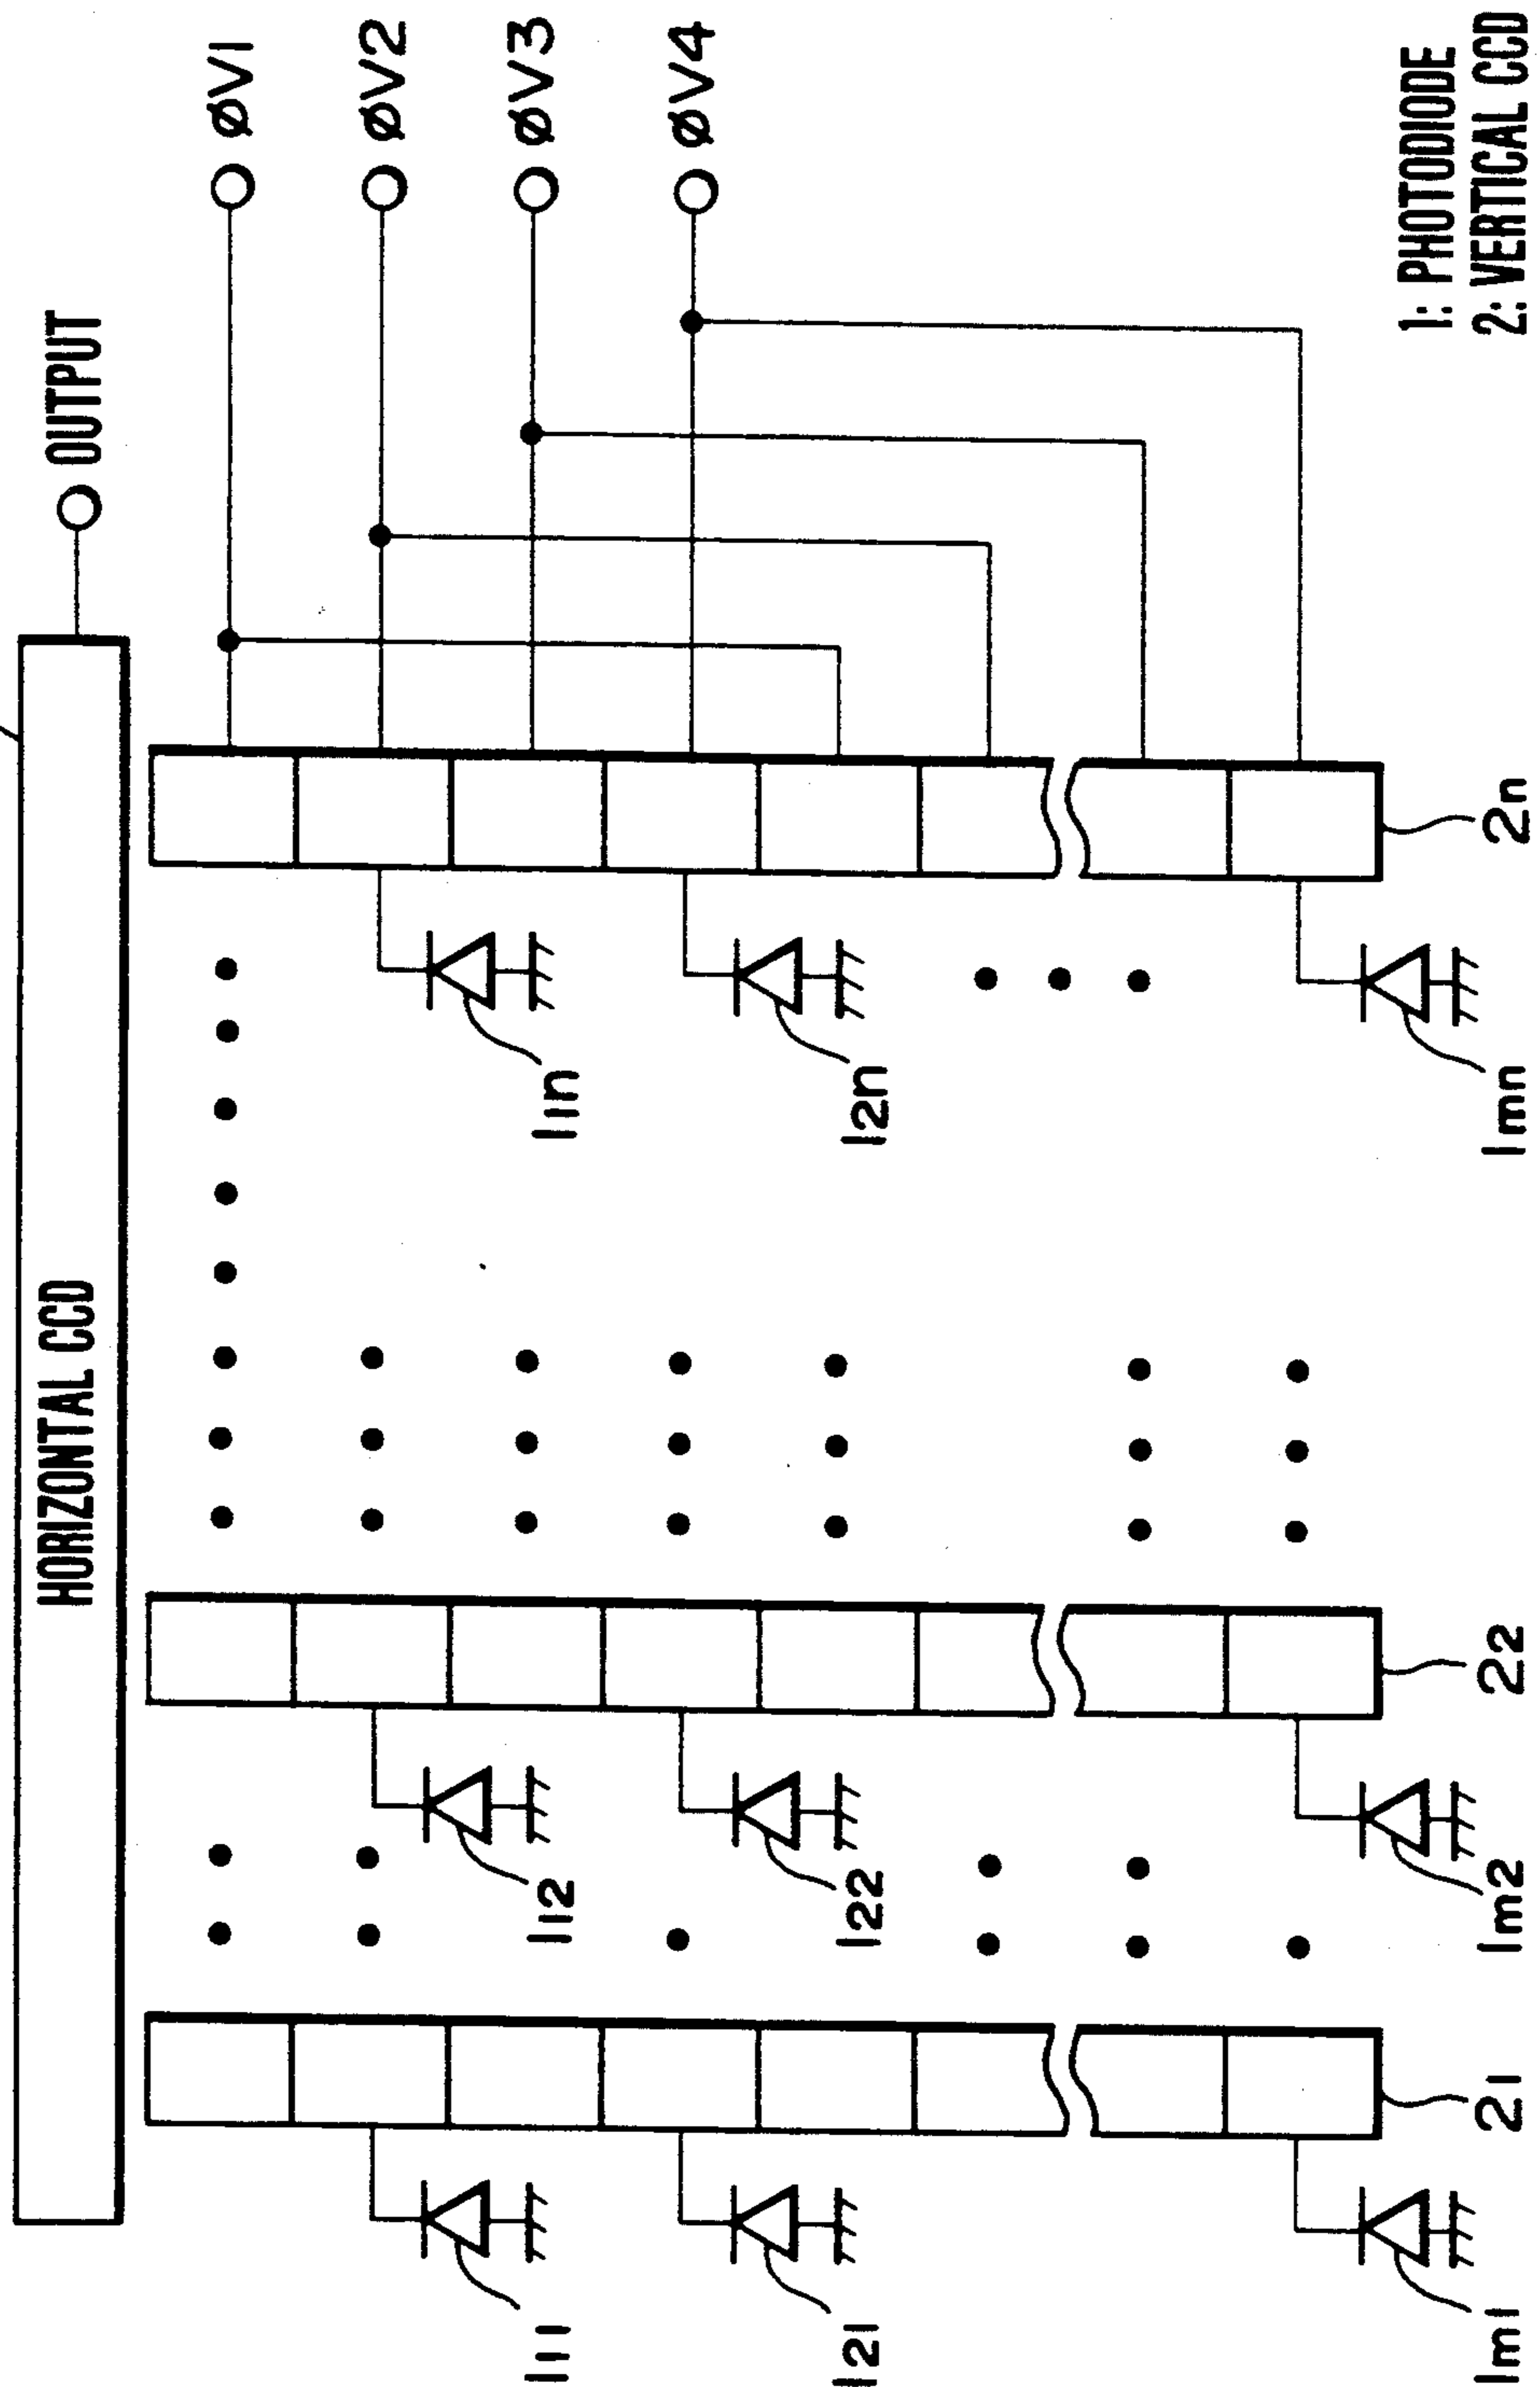 HORIZONTAL CCD
OUTPUT
ØV1
ØV2
ØV3
ØV4
111
112
11n
121
122
12n
1m1
1m2
1mn
21
22
2n
1: PHOTODIODE
2: VERTICAL CCD